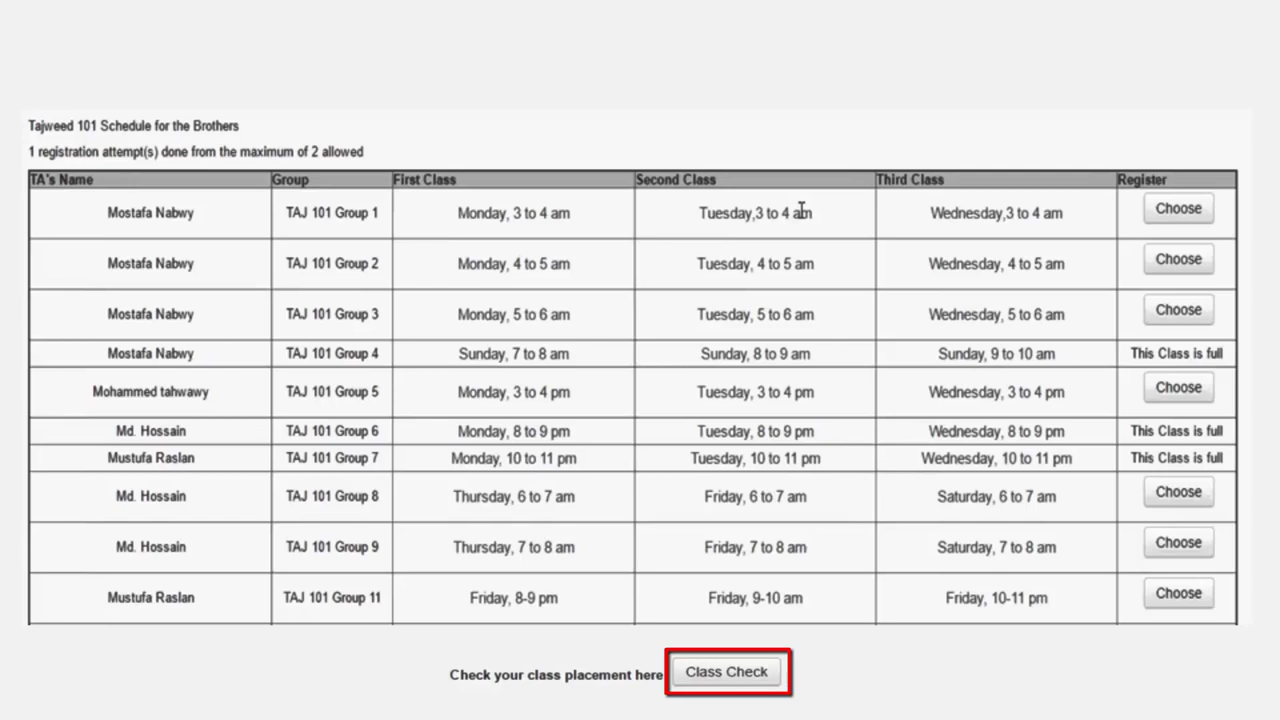 Tajweed 101 Schedule for the Brothers
1 registration attempt(s) done from the maximum of 2 allowed
TA's Name Group First Class Second Class Third Class Register
Mostafa Nabwy TAJ 101 Group 1 Monday, 3 to 4 am Tuesday,3 to 4 am Wednesday,3 to 4 am Choose
Mostafa Nabwy TAJ 101 Group 2 Monday, 4 to 5 am Tuesday, 4 to 5 am Wednesday, 4 to 5 am Choose
Mostafa Nabwy TAJ 101 Group 3 Monday, 5 to 6 am Tuesday, 5 to 6 am Wednesday, 5 to 6 am Choose
Mostafa Nabwy TAJ 101 Group 4 Sunday, 7 to 8 am Sunday, 8 to 9 am Sunday, 9 to 10 am This Class is full
Mohammed tahwawy TAJ 101 Group 5 Monday, 3 to 4 pm Tuesday, 3 to 4 pm Wednesday, 3 to 4 pm Choose
Md. Hossain TAJ 101 Group 6 Monday, 8 to 9 pm Tuesday, 8 to 9 pm Wednesday, 8 to 9 pm This Class is full
Mustufa Raslan TAJ 101 Group 7 Monday, 10 to 11 pm Tuesday, 10 to 11 pm Wednesday, 10 to 11 pm This Class is full
Md. Hossain TAJ 101 Group 8 Thursday, 6 to 7 am Friday, 6 to 7 am Saturday, 6 to 7 am Choose
Md. Hossain TAJ 101 Group 9 Thursday, 7 to 8 am Friday, 7 to 8 am Saturday, 7 to 8 am Choose
Mustufa Raslan TAJ 101 Group 11 Friday, 8-9 pm Friday, 9-10 am Friday, 10-11 pm Choose
Check your class placement here Class Check